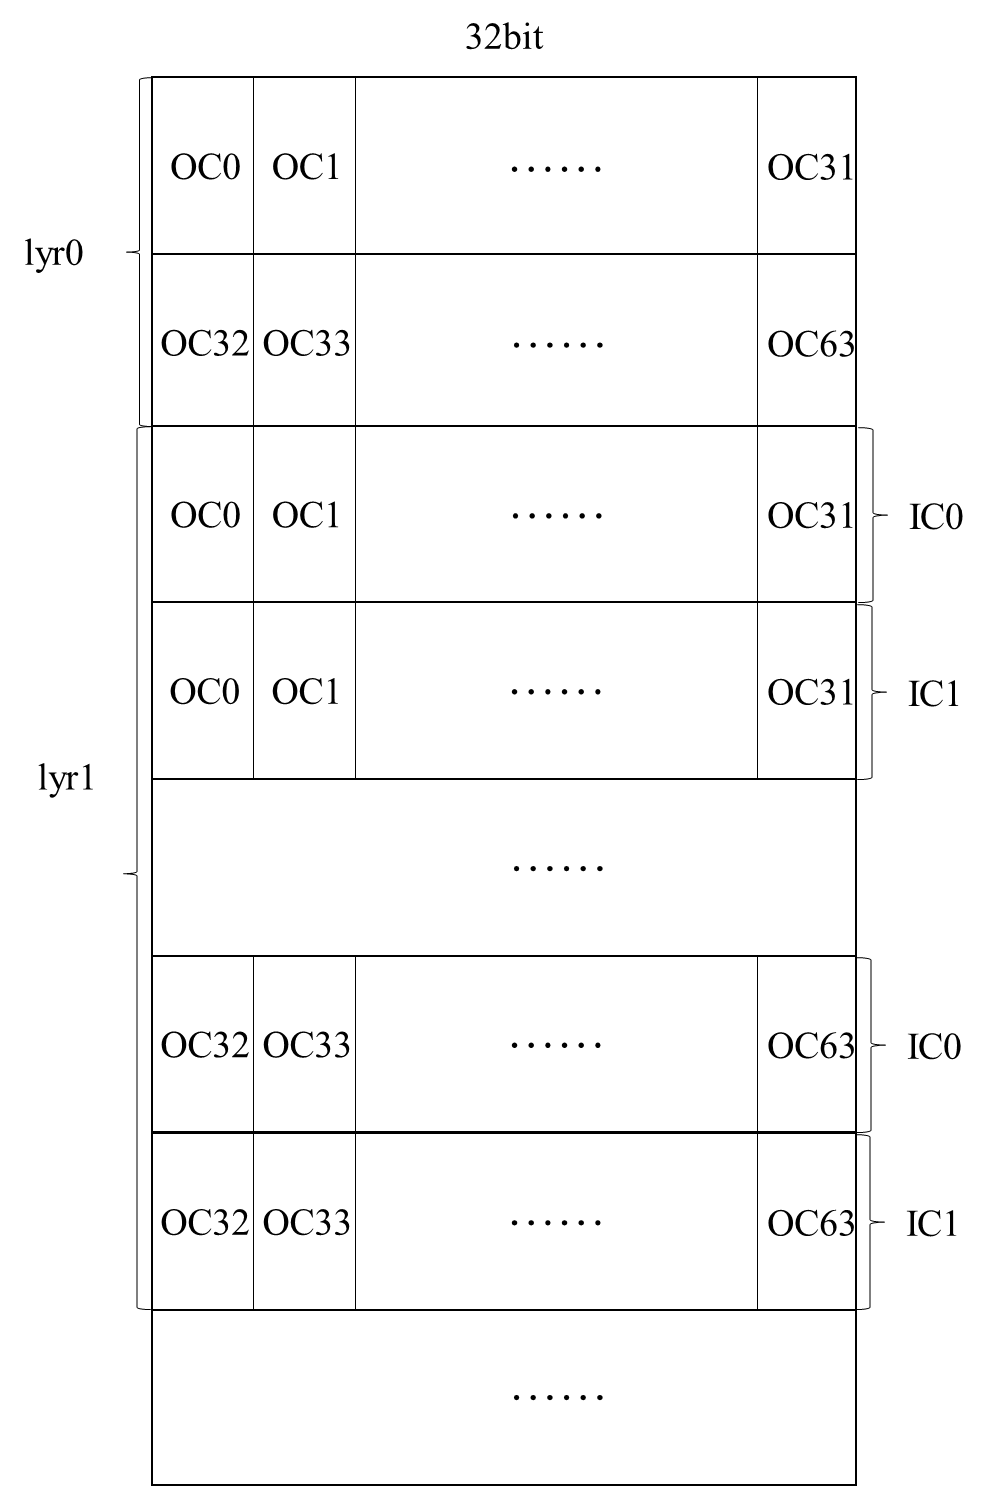 32bit
OC0 OC1 ...... OC31
lyr0
OC32 OC33 ...... OC63
OC0 OC1 ...... OC31 IC0
OC0 OC1 ...... OC31 IC1
lyr1
......
OC32 OC33 ...... OC63 IC0
OC32 OC33 ...... OC63 IC1
......